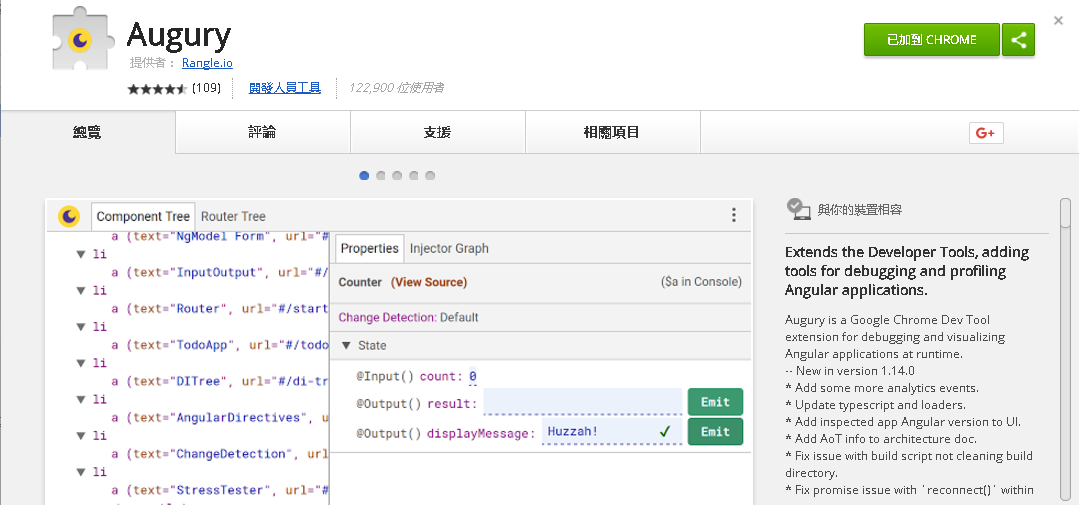 Augury
提供者： Rangle.io
(109) 開發人員工具 122,900 位使用者
已加到 CHROME
總覽 評論 支援 相關項目
G+
Component Tree Router Tree
a (text="NgModel Form", url="#
li
a (text="InputOutput", url="#/
li
a (text="Router", url="#/start
li
a (text="TodoApp", url="#/todo
li
a (text="DITree", url="#/di-tr
li
a (text="AngularDirectives", u
li
a (text="ChangeDetection", url
li
a (text="StressTester", url="#
Properties Injector Graph
Counter (View Source) ($a in Console)
Change Detection: Default
State
@Input() count: 0
@Output() result: Emit
@Output() displayMessage: Huzzah! Emit
與你的裝置相容
Extends the Developer Tools, adding
tools for debugging and profiling
Angular applications.
Augury is a Google Chrome Dev Tool
extension for debugging and visualizing
Angular applications at runtime.
-- New in version 1.14.0
* Add some more analytics events.
* Update typescript and loaders.
* Add inspected app Angular version to UI.
* Add AoT info to architecture doc.
* Fix issue with build script not cleaning build
directory.
* Fix promise issue with `reconnect()` within